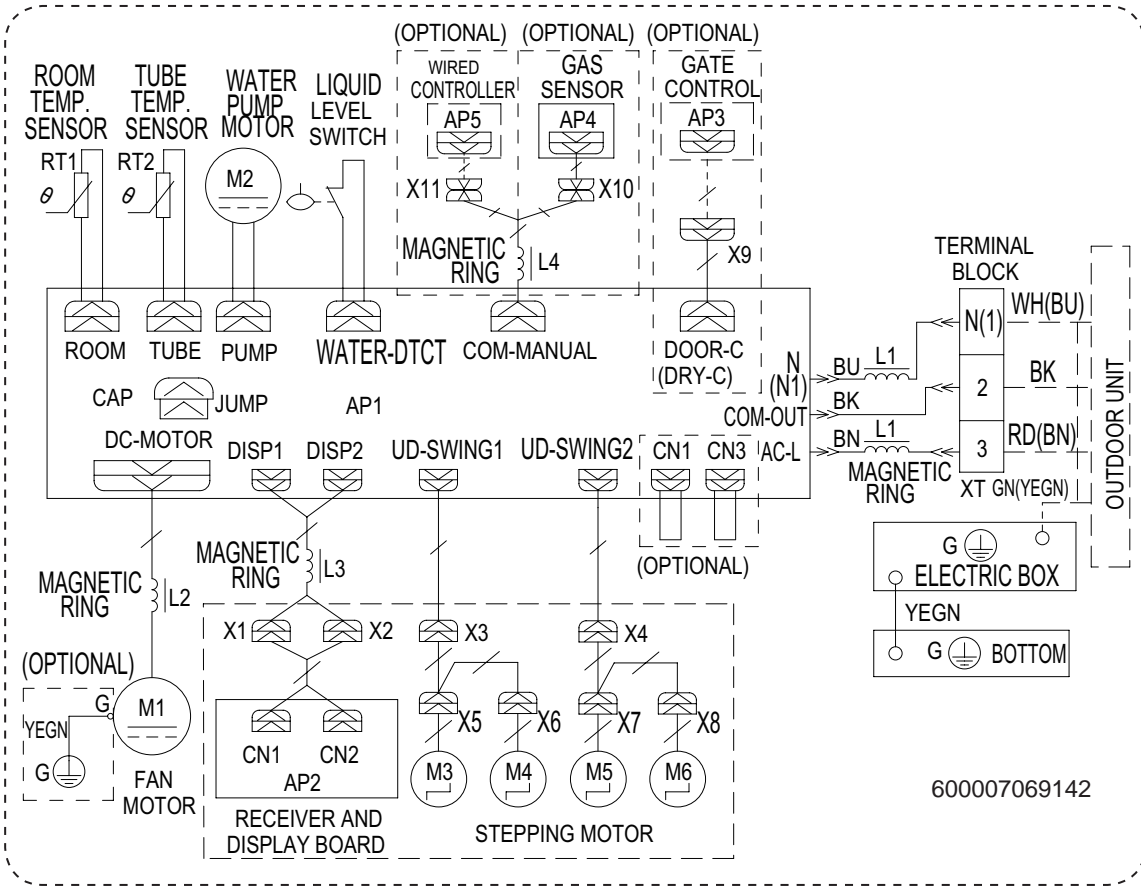 (OPTIONAL) (OPTIONAL) (OPTIONAL)
ROOM
TEMP.
SENSOR
TUBE
TEMP.
SENSOR
WATER
PUMP
MOTOR
LIQUID
LEVEL
SWITCH
WIRED
CONTROLLER
GAS
SENSOR
GATE
CONTROL
AP5
AP4
AP3
RT1
θ
RT2
θ
M2
X11
X10
X9
MAGNETIC
RING
L4
TERMINAL
BLOCK
ROOM
TUBE
PUMP
WATER-DTCT
COM-MANUAL
DOOR-C
(DRY-C)
N
(N1)
COM-OUT
AC-L
BU
L1
BK
BN
L1
MAGNETIC
RING
N(1)
2
3
XT
WH(BU)
BK
RD(BN)
GN(YEGN)
OUTDOOR UNIT
CAP
JUMP
AP1
DC-MOTOR
DISP1
DISP2
UD-SWING1
UD-SWING2
CN1
CN3
(OPTIONAL)
G
ELECTRIC BOX
YEGN
G
BOTTOM
MAGNETIC
RING
L2
MAGNETIC
RING
L3
X1
X2
X3
X4
(OPTIONAL)
YEGN
G
G
M1
FAN
MOTOR
CN1
CN2
AP2
RECEIVER AND
DISPLAY BOARD
X5
X6
X7
X8
M3
M4
M5
M6
STEPPING MOTOR
600007069142